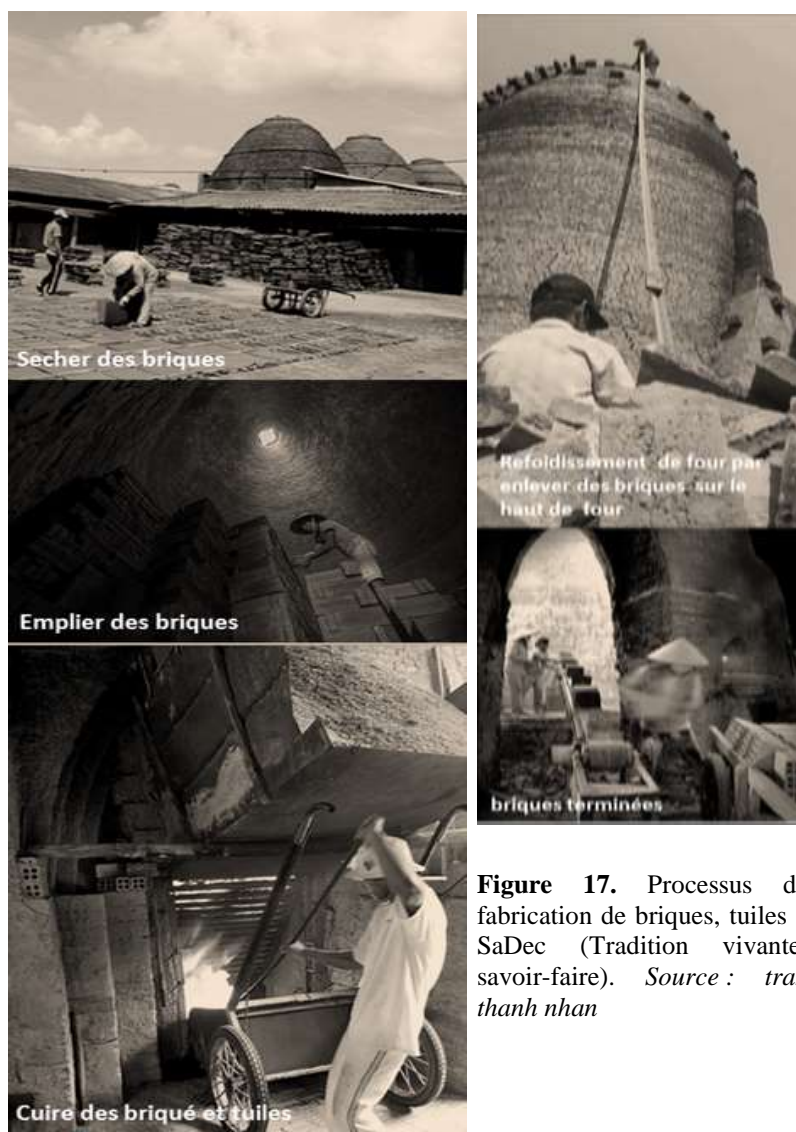 Secher des briques
Emplier des briques
Cuire des briqué et tuiles
Refoidissement de four par
enlever des briques sur le
haut de four
briques terminées
Figure 17. Processus d
fabrication de briques, tuiles
SaDec (Tradition vivante
savoir-faire). Source : tra
thanh nhan